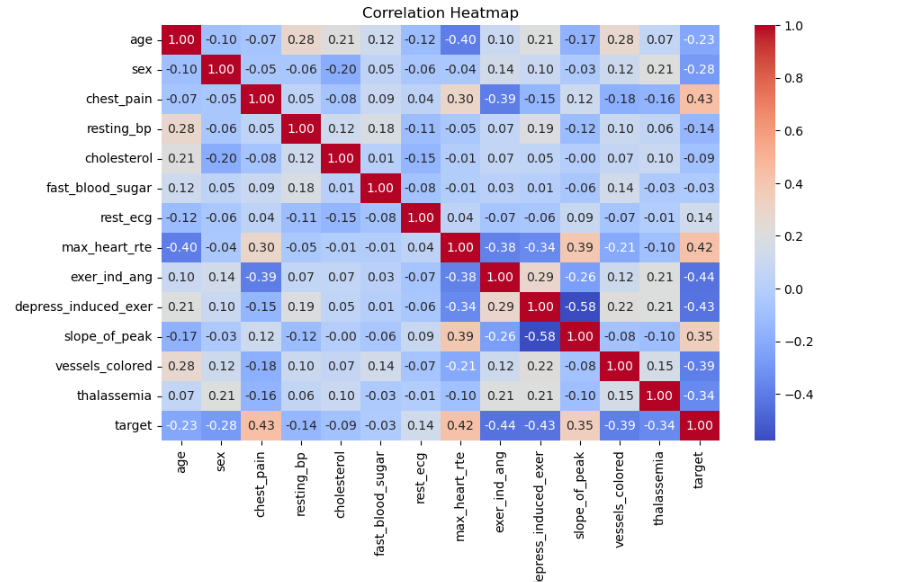 Correlation Heatmap
age 1.00 -0.10 -0.07 0.28 0.21 0.12 -0.12 -0.40 0.10 0.21 -0.17 0.28 0.07 -0.23
sex -0.10 1.00 -0.05 -0.06 -0.20 0.05 -0.06 -0.04 0.14 0.10 -0.03 0.12 0.21 -0.28
chest_pain -0.07 -0.05 1.00 0.05 -0.08 0.09 0.04 0.30 -0.39 -0.15 0.12 -0.18 -0.16 0.43
resting_bp 0.28 -0.06 0.05 1.00 0.12 0.18 -0.11 -0.05 0.07 0.19 -0.12 0.10 0.06 -0.14
cholesterol 0.21 -0.20 -0.08 0.12 1.00 0.01 -0.15 -0.01 0.07 0.05 -0.00 0.07 0.10 -0.09
fast_blood_sugar 0.12 0.05 0.09 0.18 0.01 1.00 -0.08 -0.01 0.03 0.01 -0.06 0.14 -0.03 -0.03
rest_ecg -0.12 -0.06 0.04 -0.11 -0.15 -0.08 1.00 0.04 -0.07 -0.06 0.09 -0.07 -0.01 0.14
max_heart_rte -0.40 -0.04 0.30 -0.05 -0.01 -0.01 0.04 1.00 -0.38 -0.34 0.39 -0.21 -0.10 0.42
exer_ind_ang 0.10 0.14 -0.39 0.07 0.07 0.03 -0.07 -0.38 1.00 0.29 -0.26 0.12 0.21 -0.44
depress_induced_exer 0.21 0.10 -0.15 0.19 0.05 0.01 -0.06 -0.34 0.29 1.00 -0.58 0.22 0.21 -0.43
slope_of_peak -0.17 -0.03 0.12 -0.12 -0.00 -0.06 0.09 0.39 -0.26 -0.58 1.00 -0.08 -0.10 0.35
vessels_colored 0.28 0.12 -0.18 0.10 0.07 0.14 -0.07 -0.21 0.12 0.22 -0.08 1.00 0.15 -0.39
thalassemia 0.07 0.21 -0.16 0.06 0.10 -0.03 -0.01 -0.10 0.21 0.21 -0.10 0.15 1.00 -0.34
target -0.23 -0.28 0.43 -0.14 -0.09 -0.03 0.14 0.42 -0.44 -0.43 0.35 -0.39 -0.34 1.00
age
sex
chest_pain
resting_bp
cholesterol
fast_blood_sugar
rest_ecg
max_heart_rte
exer_ind_ang
epress_induced_exer
slope_of_peak
vessels_colored
thalassemia
target
1.0
0.8
0.6
0.4
0.2
0.0
−0.2
−0.4